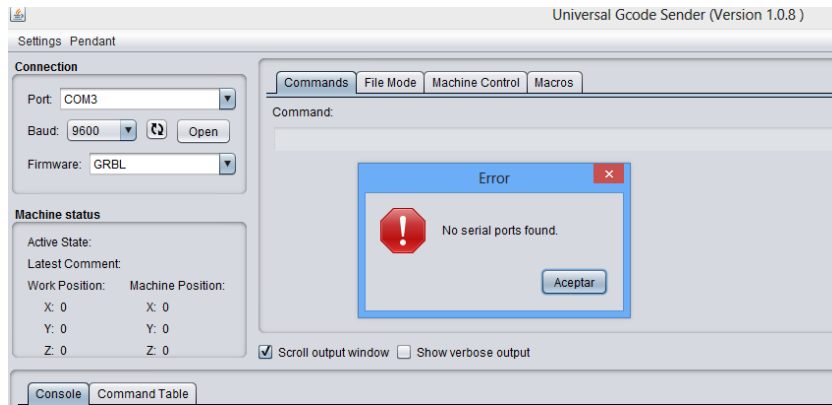 Universal Gcode Sender (Version 1.0.8 )
Settings Pendant
Connection
Port: COM3
Baud: 9600 Open
Firmware: GRBL
Machine status
Active State:
Latest Comment:
Work Position: Machine Position:
X: 0 X: 0
Y: 0 Y: 0
Z: 0 Z: 0
Commands File Mode Machine Control Macros
Command:
Error
No serial ports found.
Aceptar
Scroll output window Show verbose output
Console Command Table